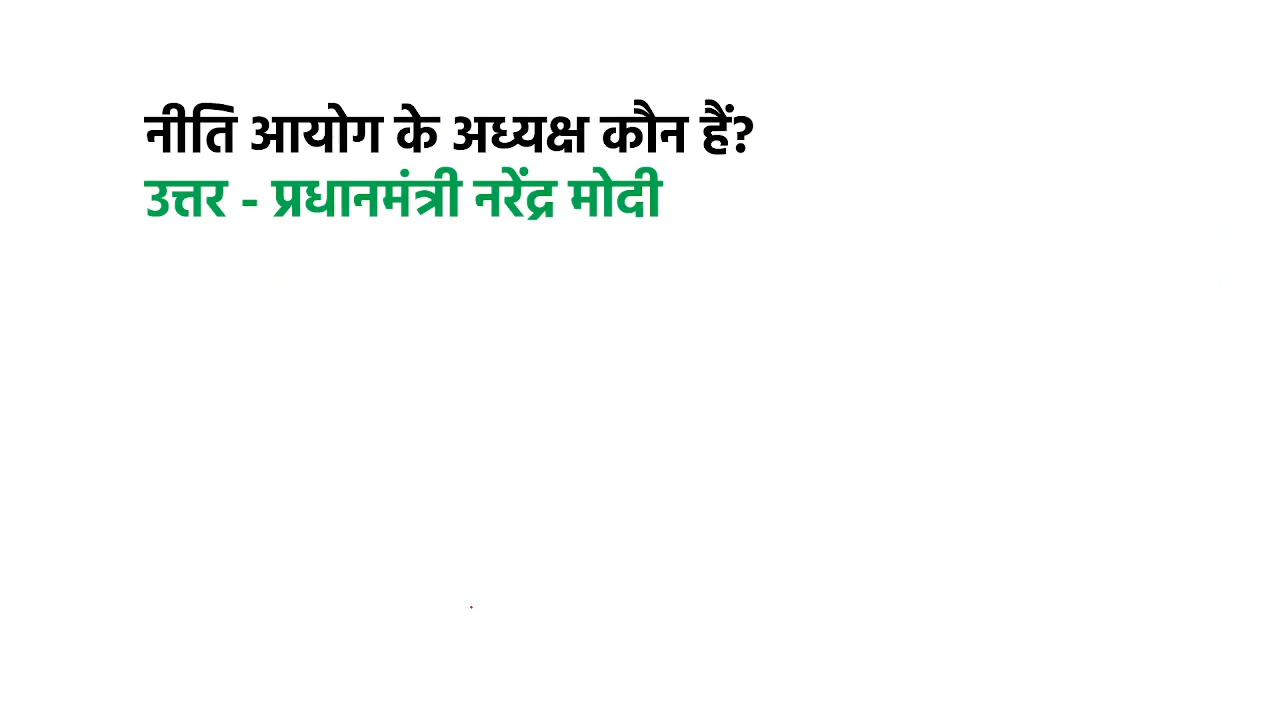 नीति आयोग के अध्यक्ष कौन हैं?
उत्तर - प्रधानमंत्री नरेंद्र मोदी